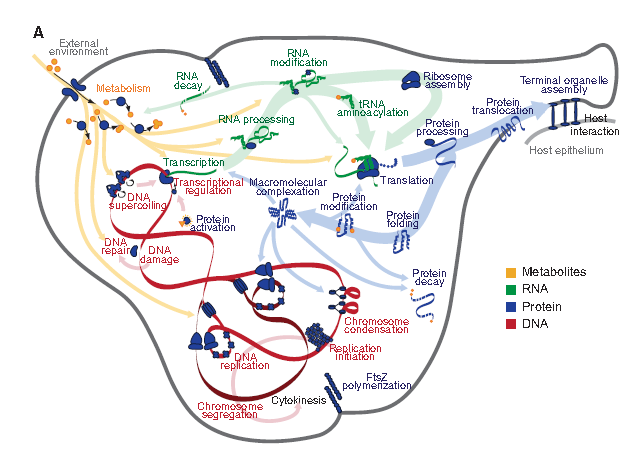 A
External
environment
Metabolism
RNA
decay
RNA
modification
Ribosome
assembly
Terminal organelle
assembly
tRNA
aminoacylation
Protein
translocation
RNA processing
Protein
processing
Host
interaction
Host epithelium
Transcription
Transcriptional
regulation
Macromolecular
complexation
Translation
DNA
supercoiling
Protein
modification
Protein
activation
Protein
folding
DNA
repair
DNA
damage
Protein
decay
Metabolites
RNA
Protein
DNA
Chromosome
condensation
Replication
initiation
DNA
replication
FtsZ
polymerization
Cytokinesis
Chromosome
segregation